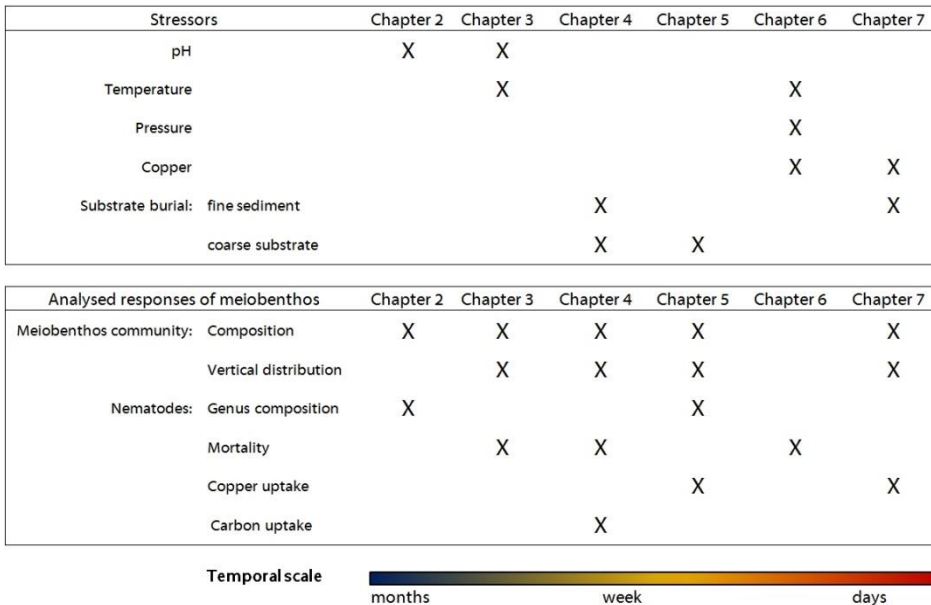 Stressors Chapter 2 Chapter 3 Chapter 4 Chapter 5 Chapter 6 Chapter 7
pH X X
Temperature X X
Pressure X
Copper X X
Substrate burial: fine sediment X X
coarse substrate X X
Analysed responses of meiobenthos Chapter 2 Chapter 3 Chapter 4 Chapter 5 Chapter 6 Chapter 7
Meiobenthos community: Composition X X X X X
Vertical distribution X X X X
Nematodes: Genus composition X X
Mortality X X X
Copper uptake X X
Carbon uptake X
Temporal scale
months week days